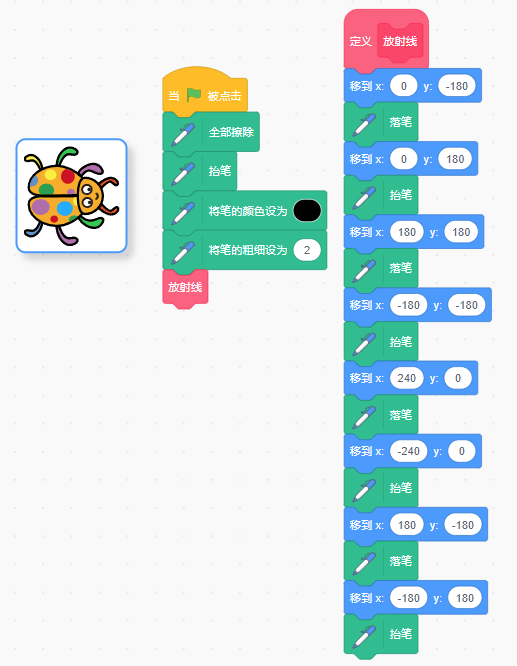 当 被点击
全部擦除
抬笔
将笔的颜色设为
将笔的粗细设为 2
放射线
定义 放射线
移到 x: 0 y: -180
落笔
移到 x: 0 y: 180
抬笔
移到 x: 180 y: 180
落笔
移到 x: -180 y: -180
抬笔
移到 x: 240 y: 0
落笔
移到 x: -240 y: 0
抬笔
移到 x: 180 y: -180
落笔
移到 x: -180 y: 180
抬笔